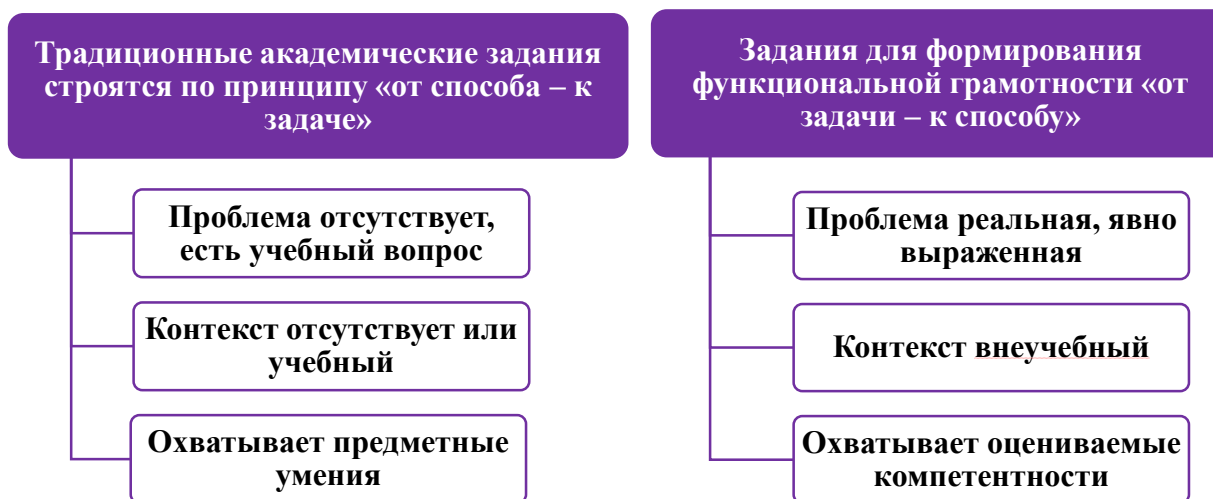 Традиционные академические задания
строятся по принципу «от способа – к
задаче»
Проблема отсутствует,
есть учебный вопрос
Контекст отсутствует или
учебный
Охватывает предметные
умения
Задания для формирования
функциональной грамотности «от
задачи – к способу»
Проблема реальная, явно
выраженная
Контекст внеучебный
Охватывает оцениваемые
компетентности